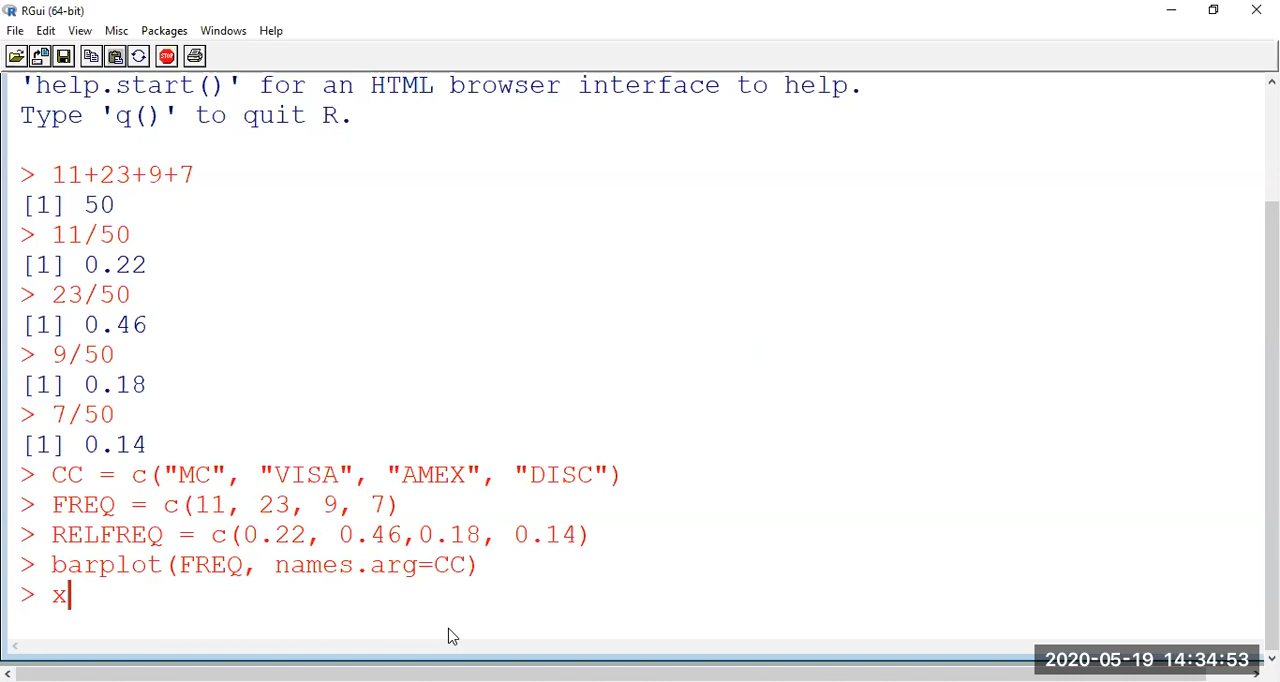 RGui (64-bit)
File Edit View Misc Packages Windows Help
STOP
'help.start()' for an HTML browser interface to help.
Type 'q()' to quit R.
> 11+23+9+7
[1] 50
> 11/50
[1] 0.22
> 23/50
[1] 0.46
> 9/50
[1] 0.18
> 7/50
[1] 0.14
> CC = c("MC", "VISA", "AMEX", "DISC")
> FREQ = c(11, 23, 9, 7)
> RELFREQ = c(0.22, 0.46,0.18, 0.14)
> barplot(FREQ, names.arg=CC)
> x
2020-05-19 14:34:53